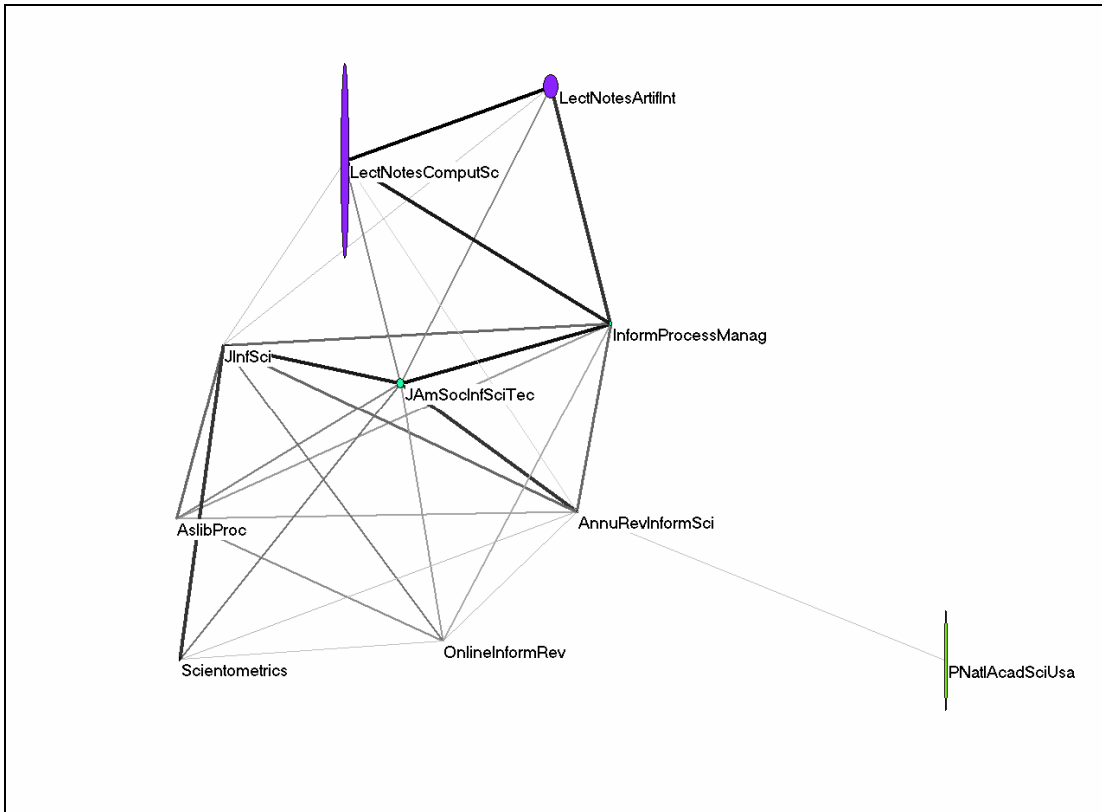 LectNotesArtifInt
LectNotesComputSc
InformProcessManag
JInfSci
JAmSocInfSciTec
AnnuRevInformSci
AslibProc
OnlineInformRev
Scientometrics
PNatlAcadSciUsa